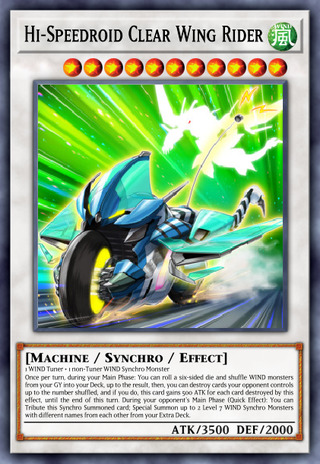 Hi-Speedroid Clear Wing Rider
WIND
風
[Machine / Synchro / Effect]
1 WIND Tuner + 1 non-Tuner WIND Synchro Monster
Once per turn, during your Main Phase: You can roll a six-sided die and shuffle WIND monsters
from your GY into your Deck, up to the result, then, you can destroy cards your opponent controls
up to the number shuffled, and if you do, this card gains 500 ATK for each card destroyed by this
effect, until the end of this turn. During your opponent's Main Phase (Quick Effect): You can
Tribute this Synchro Summoned card; Special Summon up to 2 Level 7 WIND Synchro Monsters
with different names from each other from your Extra Deck.
ATK/3500 DEF/2000